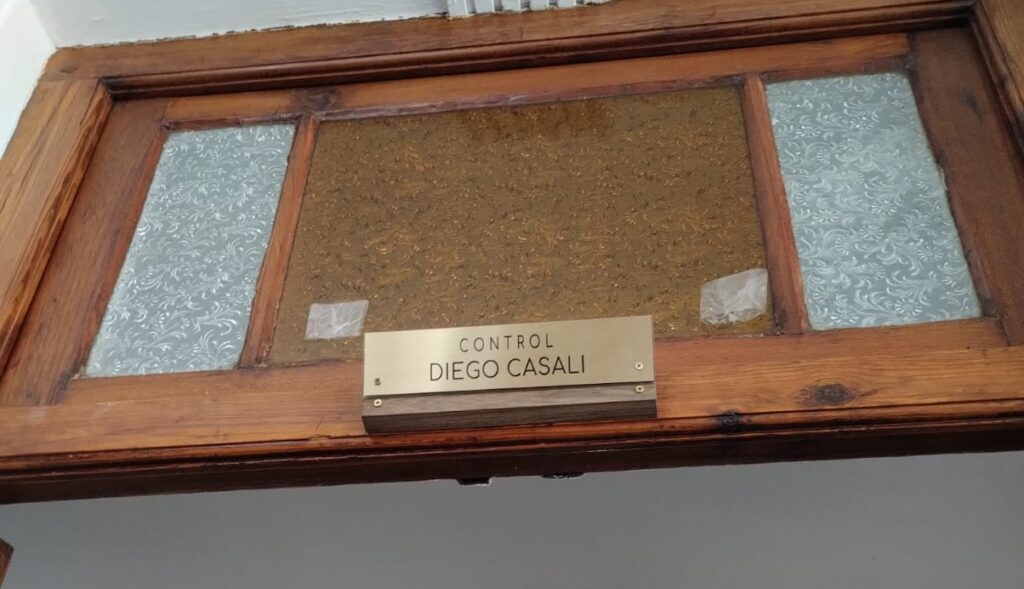 CONTROL
DIEGO CASALI